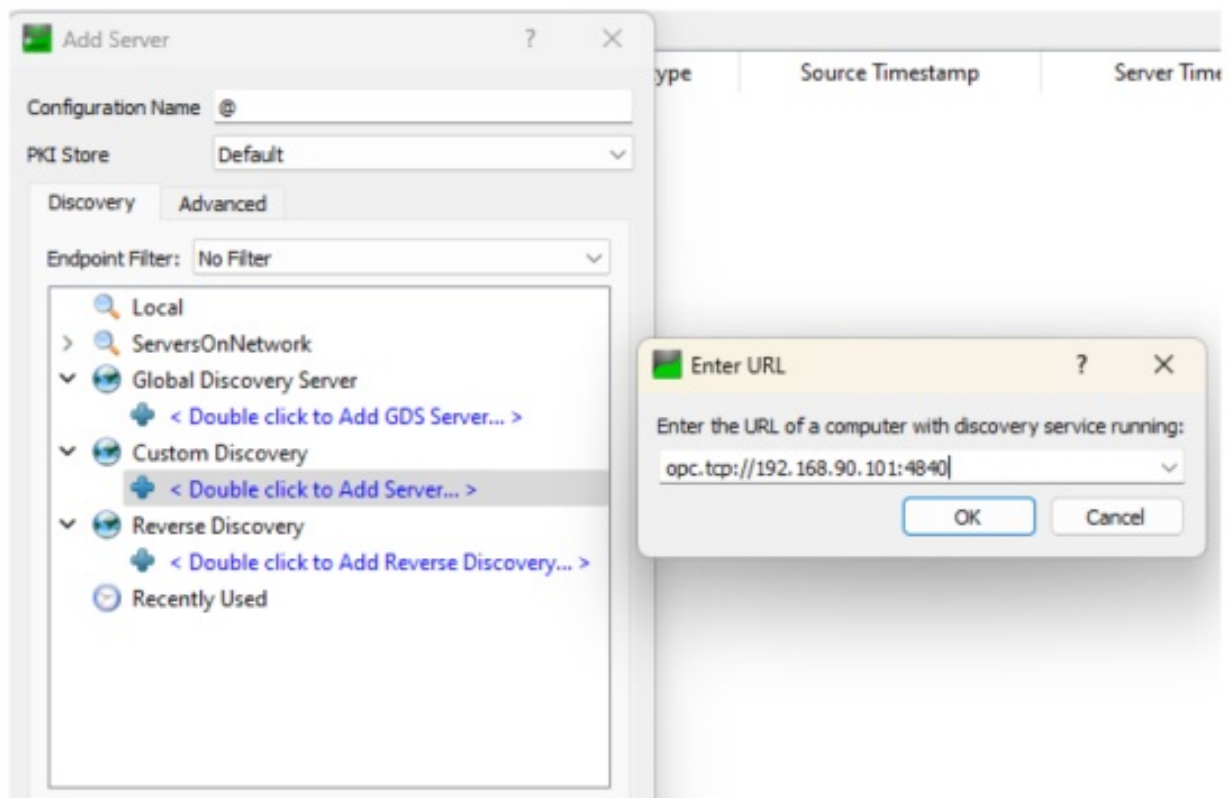 Add Server ? ×
Configuration Name @
PKI Store Default
Discovery Advanced
Endpoint Filter: No Filter
Local
ServersOnNetwork
Global Discovery Server
< Double click to Add GDS Server... >
Custom Discovery
< Double click to Add Server... >
Reverse Discovery
< Double click to Add Reverse Discovery... >
Recently Used
ype Source Timestamp Server Time
Enter URL ? ×
Enter the URL of a computer with discovery service running:
opc.tcp://192.168.90.101:4840
OK Cancel